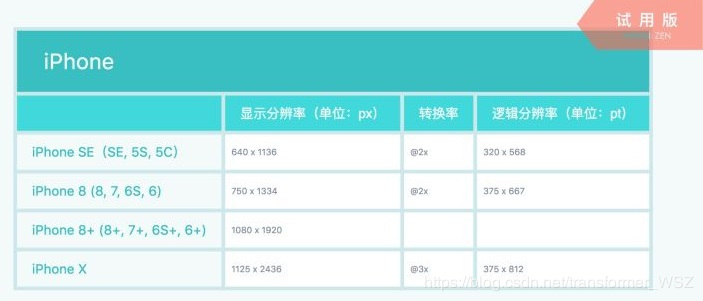 试用版
iPhone
显示分辨率（单位：px） 转换率 逻辑分辨率（单位：pt）
iPhone SE（SE, 5S, 5C） 640 x 1136 @2x 320 x 568
iPhone 8 (8, 7, 6S, 6) 750 x 1334 @2x 375 x 667
iPhone 8+ (8+, 7+, 6S+, 6+) 1080 x 1920
iPhone X 1125 x 2436 @3x 375 x 812
https://blog.csdn.net/transformer_WSZ